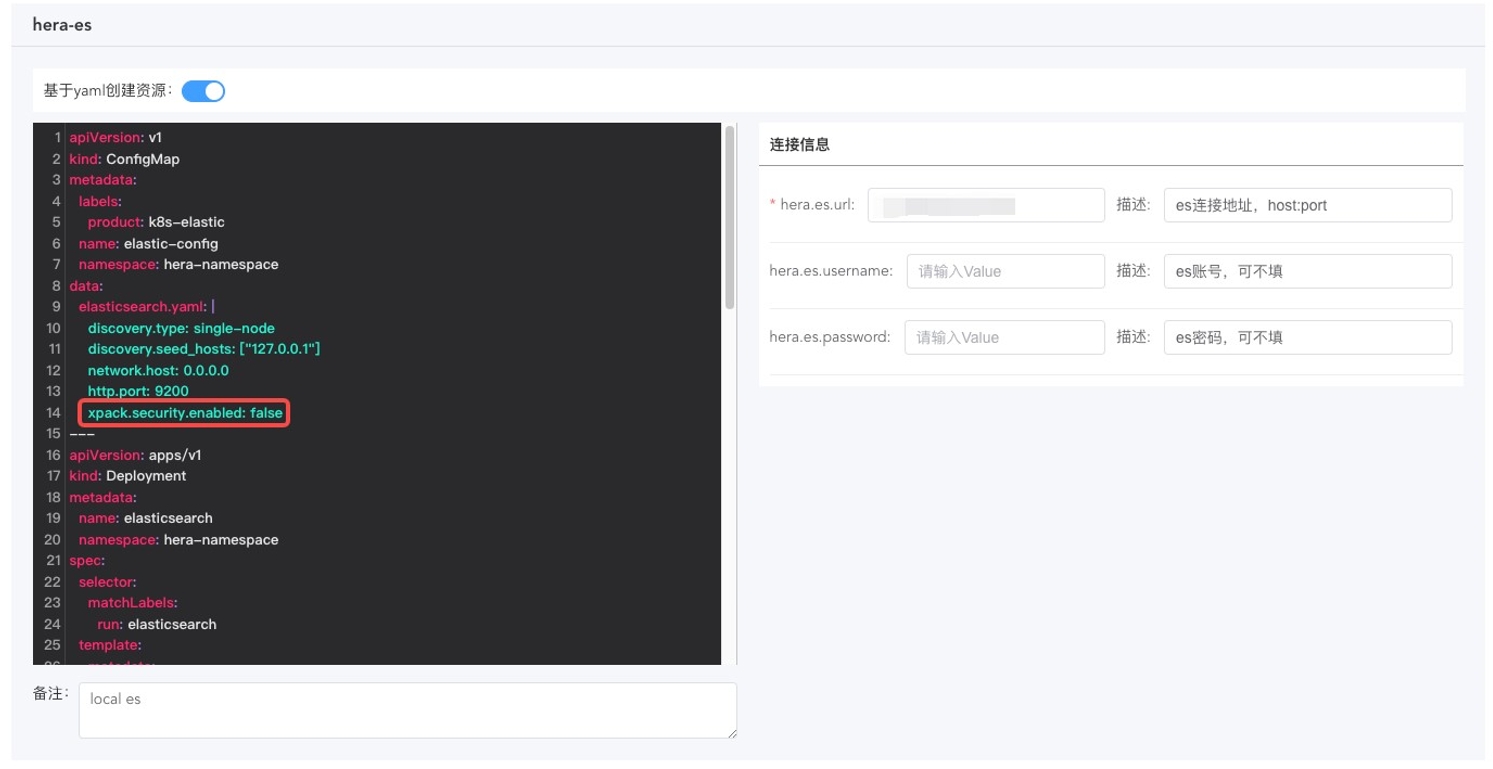 hera-es
基于yaml创建资源：
1 apiVersion: v1
2 kind: ConfigMap
3 metadata:
4 labels:
5 product: k8s-elastic
6 name: elastic-config
7 namespace: hera-namespace
8 data:
9 elasticsearch.yaml: |
10 discovery.type: single-node
11 discovery.seed_hosts: ["127.0.0.1"]
12 network.host: 0.0.0.0
13 http.port: 9200
14 xpack.security.enabled: false
15 ---
16 apiVersion: apps/v1
17 kind: Deployment
18 metadata:
19 name: elasticsearch
20 namespace: hera-namespace
21 spec:
22 selector:
23 matchLabels:
24 run: elasticsearch
25 template:
26 metadata:
备注： local es
连接信息
* hera.es.url: 描述: es连接地址，host:port
hera.es.username: 请输入Value 描述: es账号，可不填
hera.es.password: 请输入Value 描述: es密码，可不填